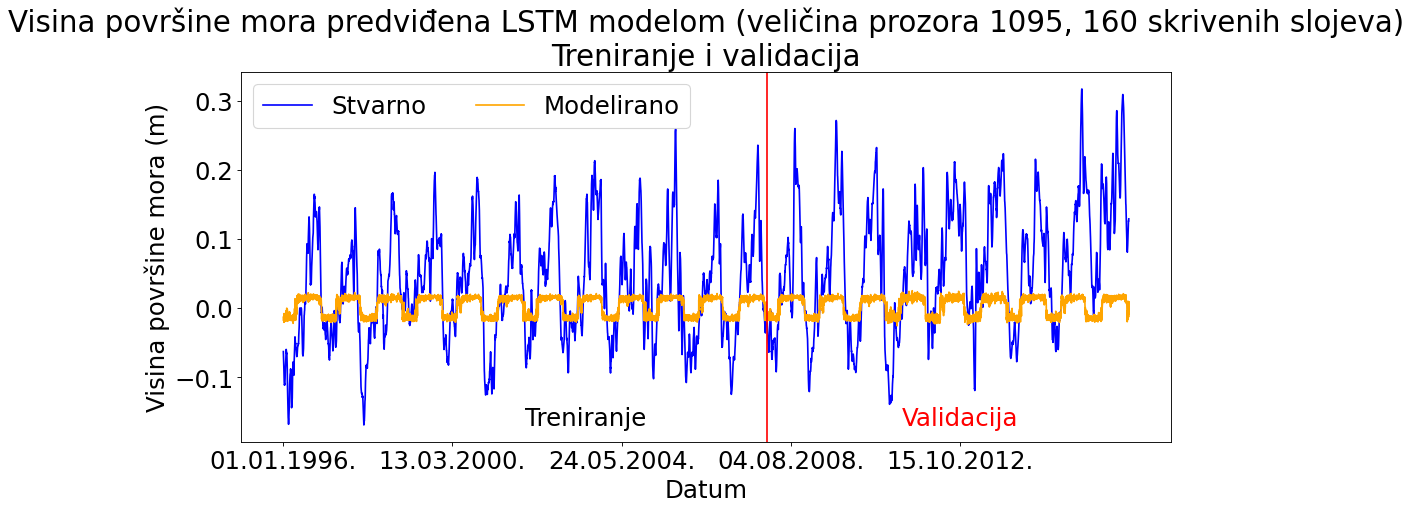 Visina površine mora predviđena LSTM modelom (veličina prozora 1095, 160 skrivenih slojeva)
Treniranje i validacija
Stvarno
Modelirano
Visina površine mora (m)
0.3
0.2
0.1
0.0
−0.1
Treniranje
Validacija
01.01.1996.
13.03.2000.
24.05.2004.
04.08.2008.
15.10.2012.
Datum